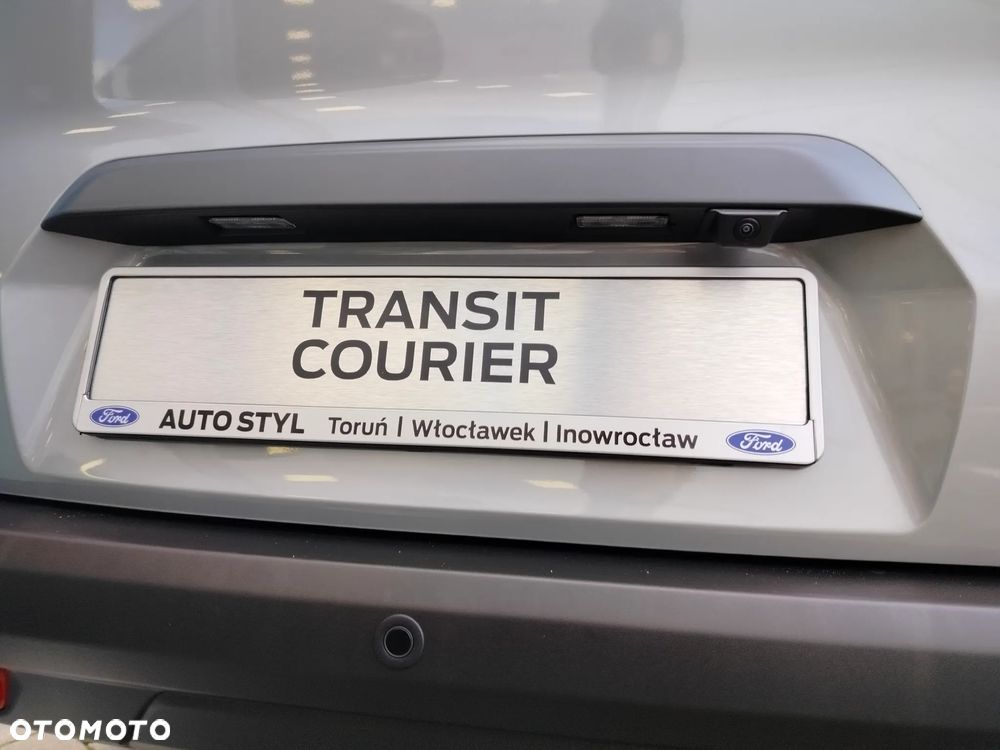 TRANSIT
COURIER
Ford AUTO STYL Toruń | Włocławek | Inowrocław Ford
OTOMOTO